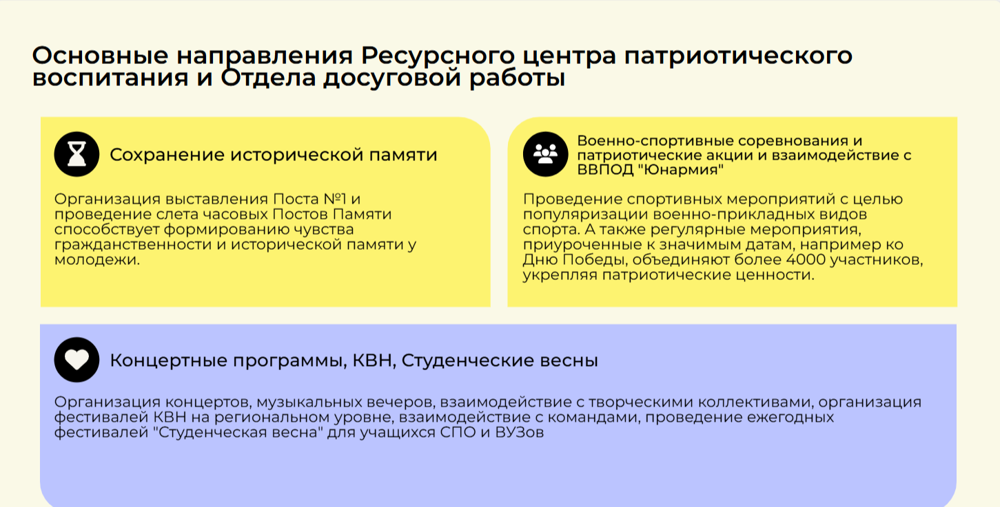 Основные направления Ресурсного центра патриотического
воспитания и Отдела досуговой работы
Сохранение исторической памяти
Организация выставления Поста №1 и
проведение слета часовых Постов Памяти
способствует формированию чувства
гражданственности и исторической памяти у
молодежи.
Военно-спортивные соревнования и
патриотические акции и взаимодействие с
ВВПОД "Юнармия"
Проведение спортивных мероприятий с целью
популяризации военно-прикладных видов
спорта. А также регулярные мероприятия,
приуроченные к значимым датам, например ко
Дню Победы, объединяют более 4000 участников,
укрепляя патриотические ценности.
Концертные программы, КВН, Студенческие весны
Организация концертов, музыкальных вечеров, взаимодействие с творческими коллективами, организация
фестивалей КВН на региональном уровне, взаимодействие с командами, проведение ежегодных
фестивалей "Студенческая весна" для учащихся СПО и ВУЗов